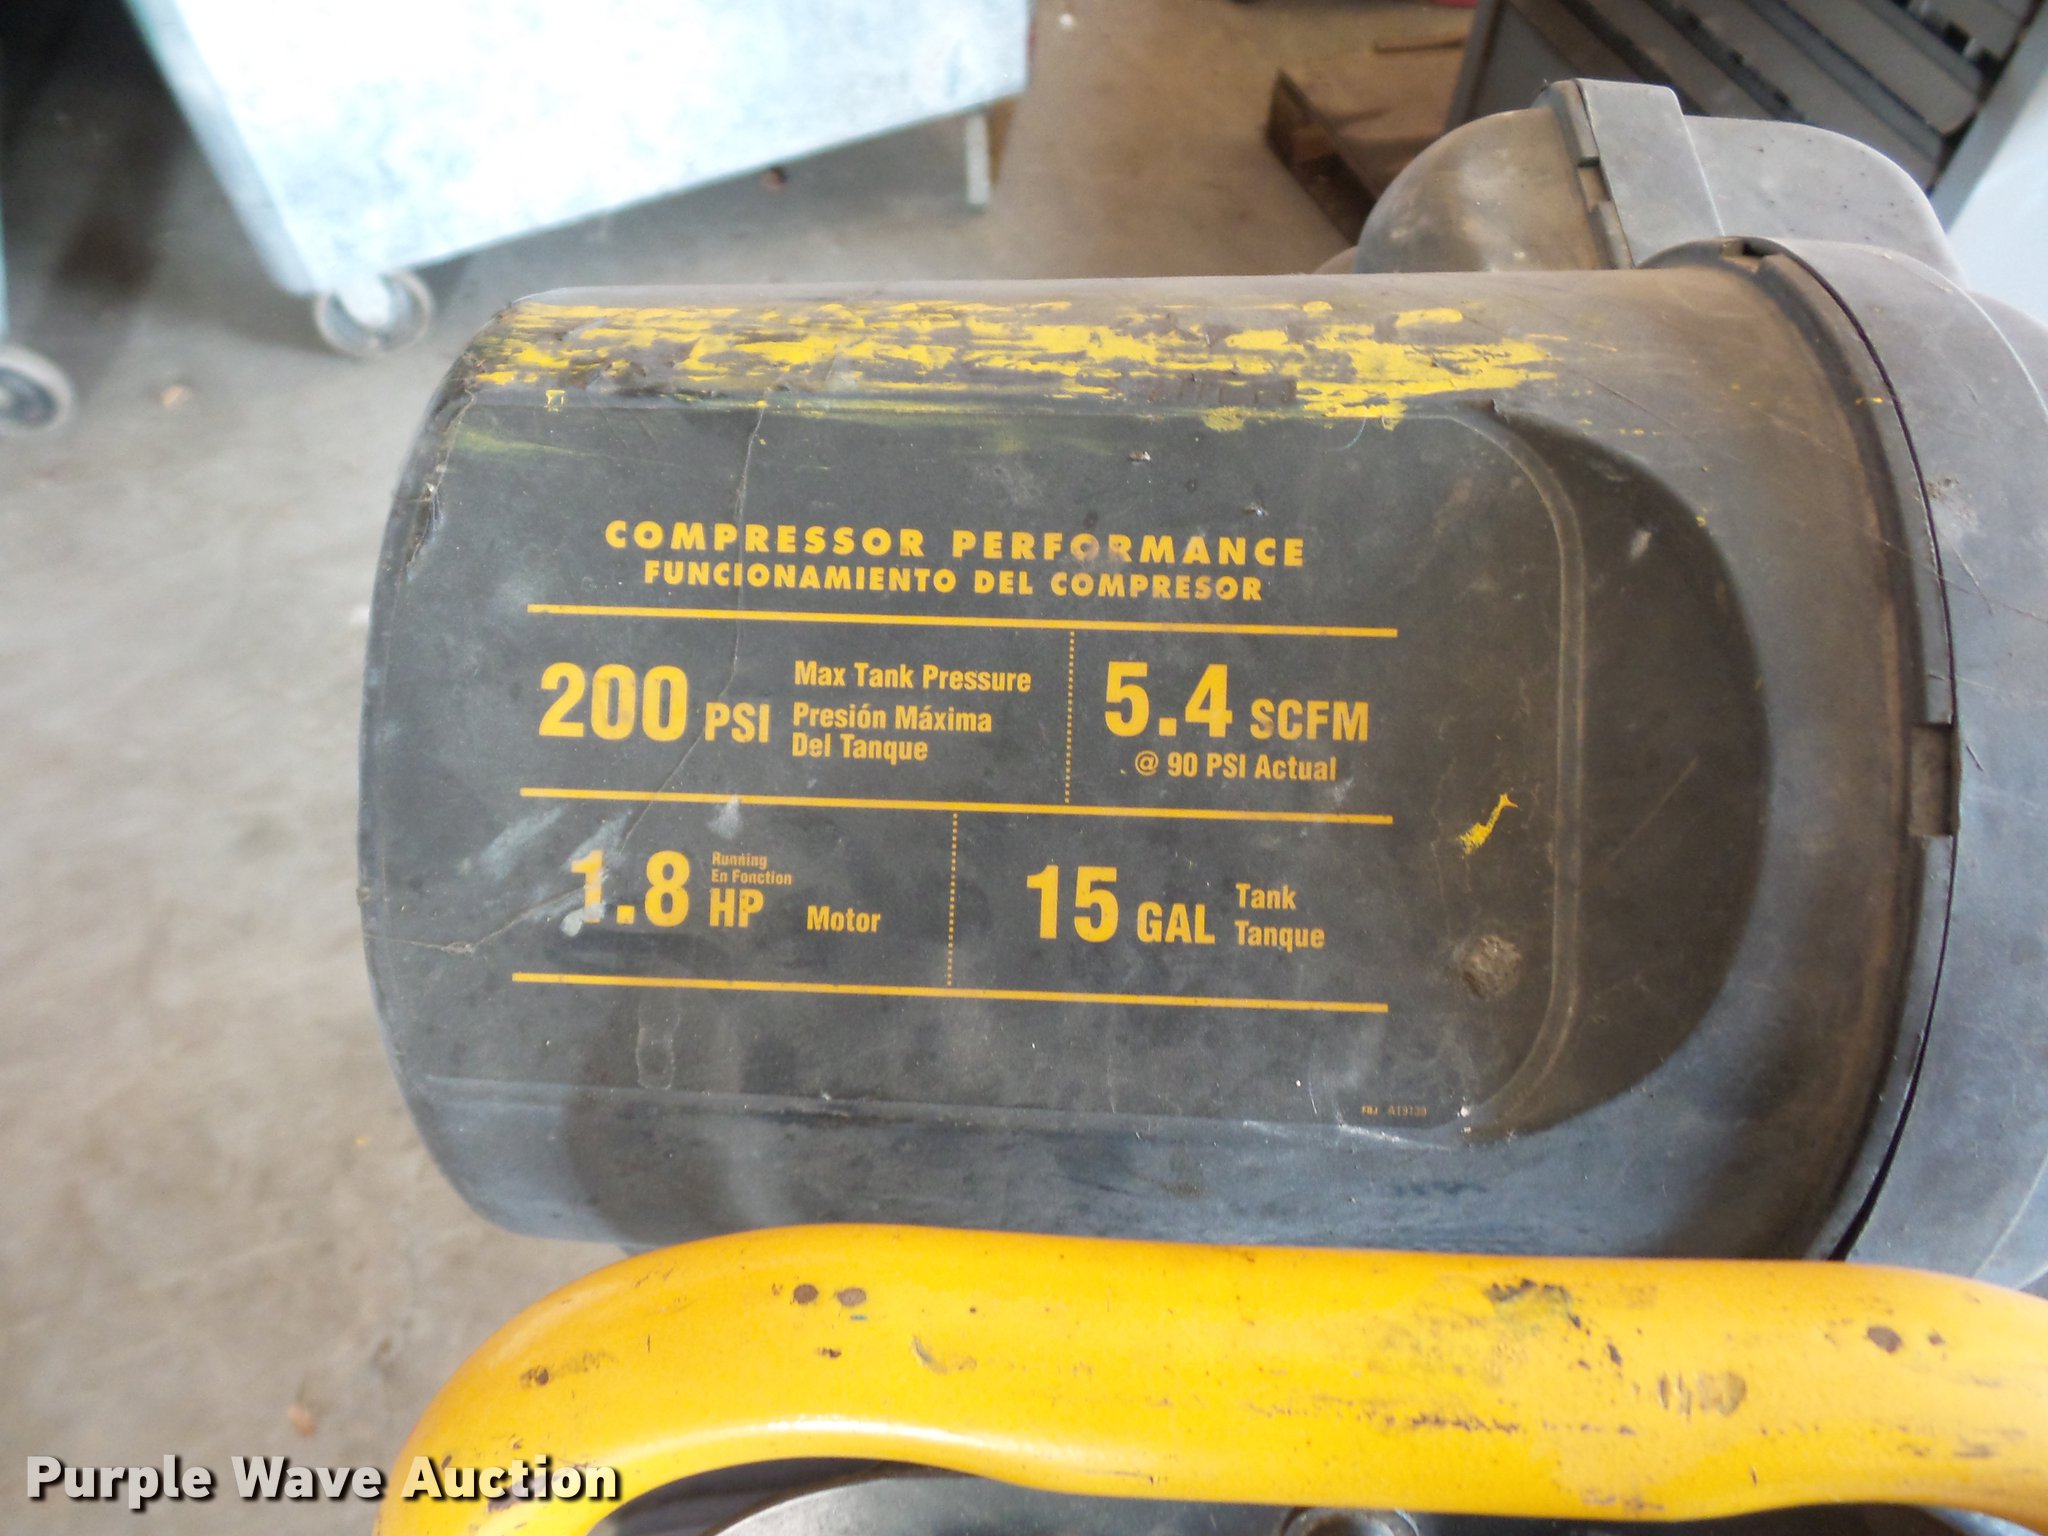 COMPRESSOR PERFORMANCE
FUNCIONAMIENTO DEL COMPRESOR
200 PSI Max Tank Pressure
Presión Máxima
Del Tanque
5.4 SCFM
@ 90 PSI Actual
1.8 Running
En Fonction
HP Motor
15 GAL Tank
Tanque
A19139
Purple Wave Auction